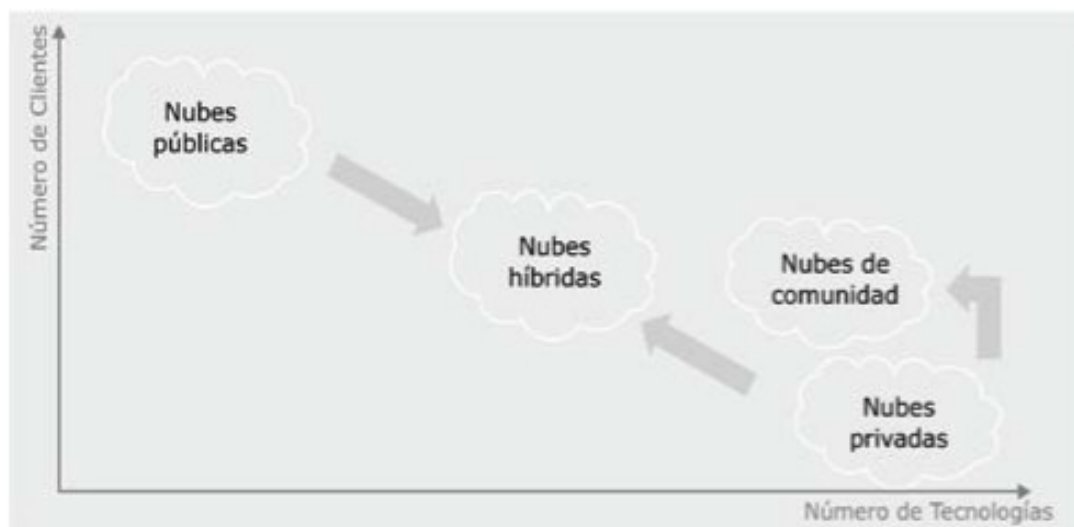 Número de Clientes
Nubes
públicas
Nubes
híbridas
Nubes de
comunidad
Nubes
privadas
Número de Tecnologías